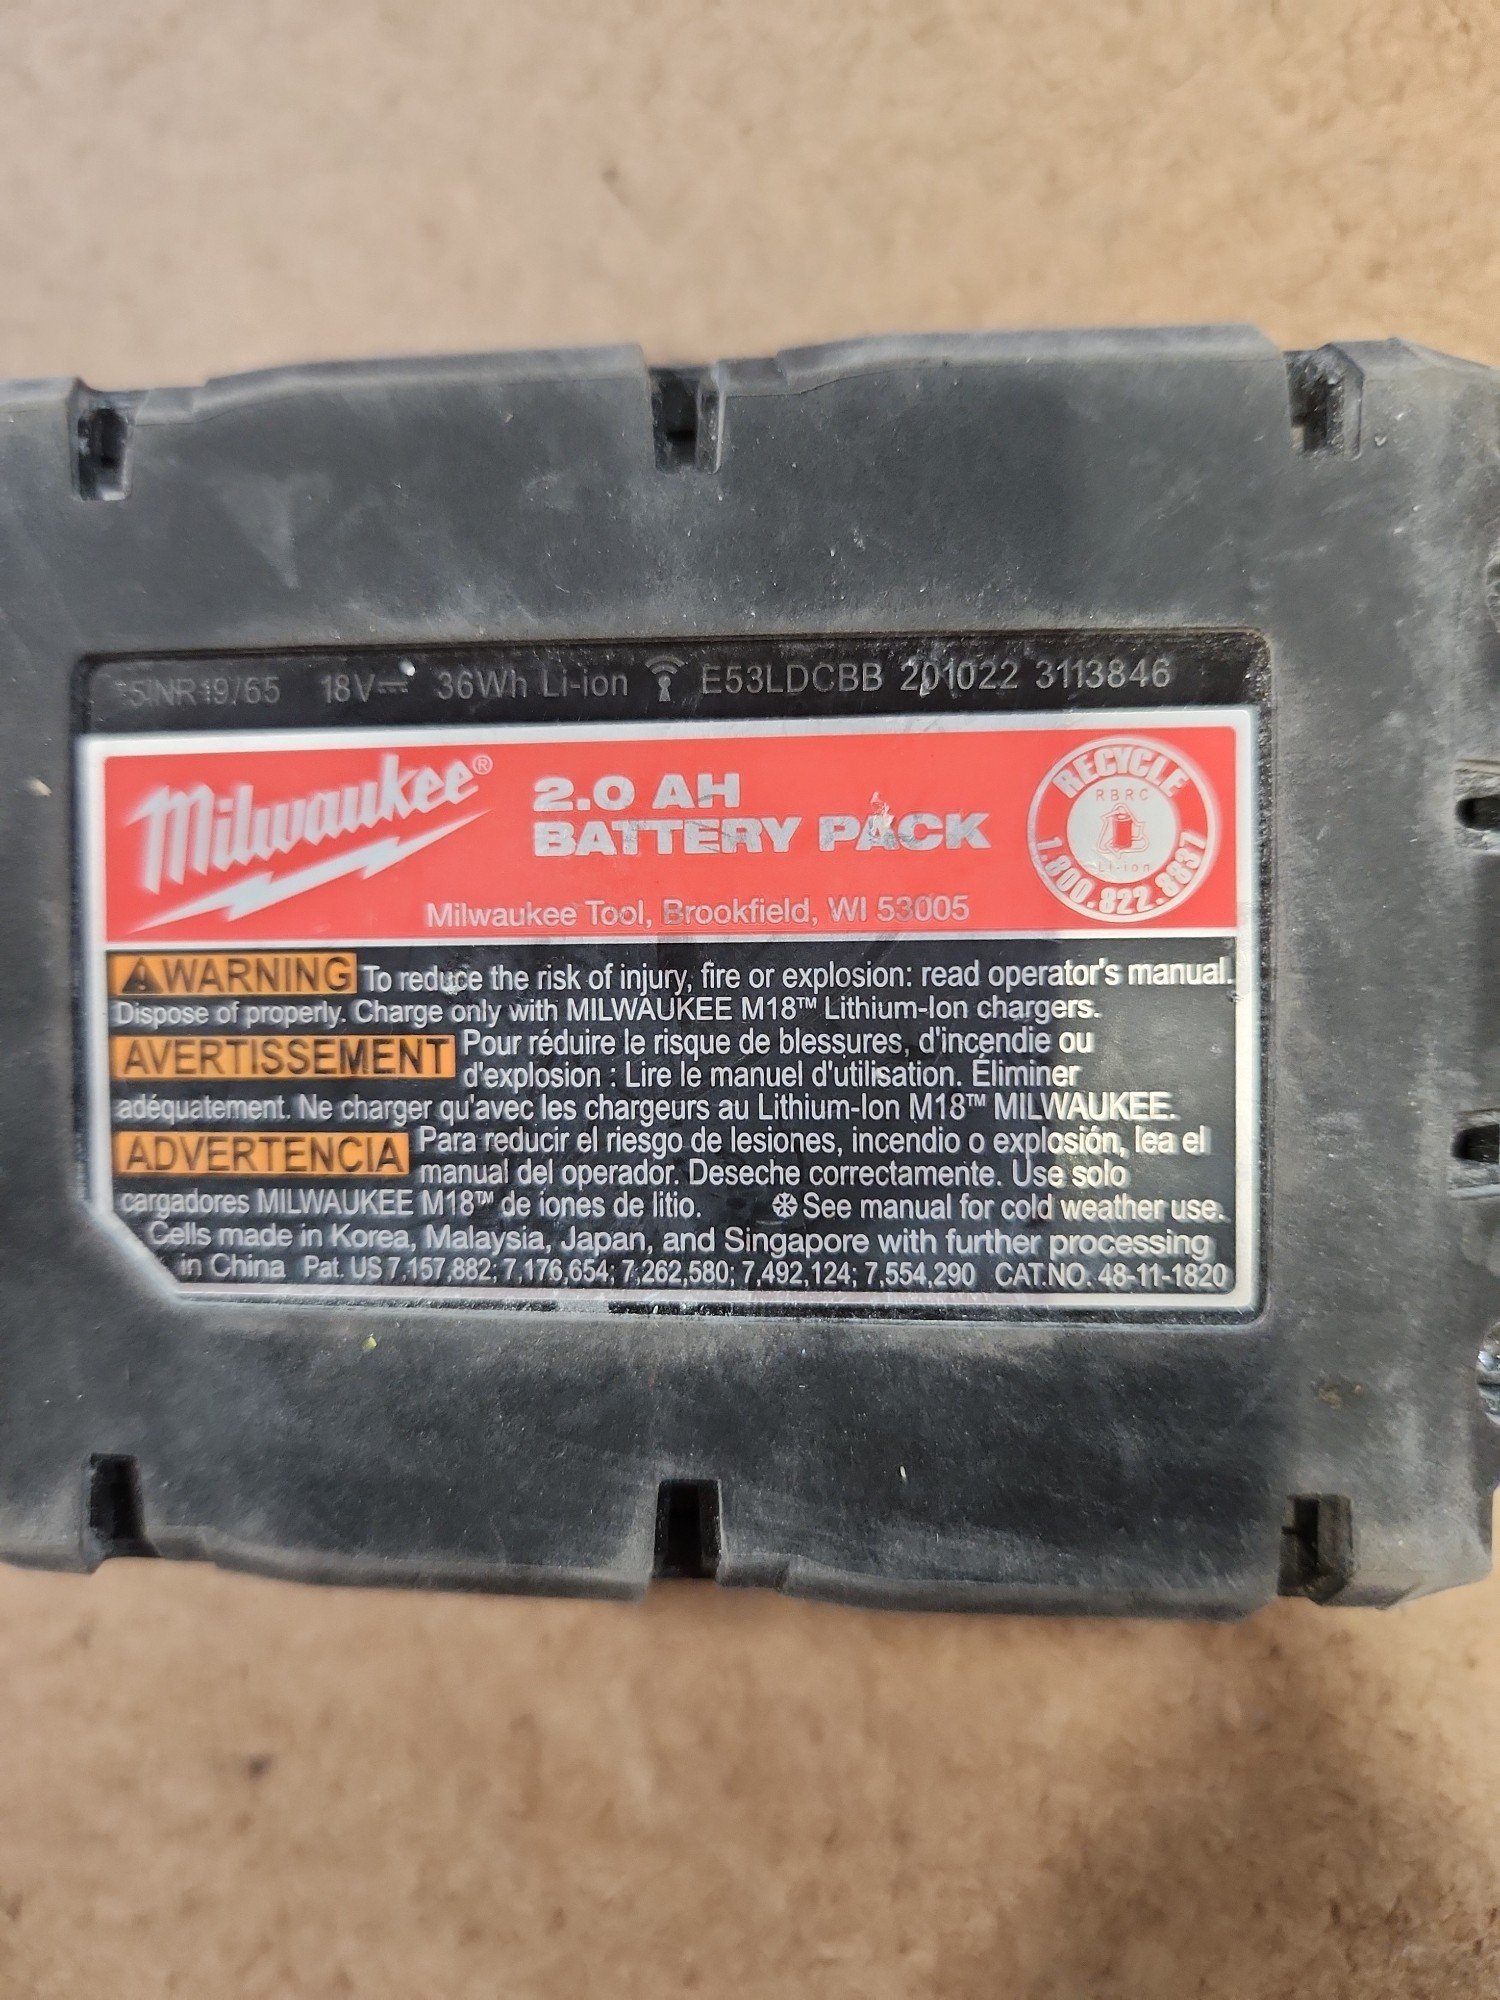 5INR19/65 18V⎓ 36Wh Li-ion E53LDCBB 201022 3113846
Milwaukee®
2.0 AH
BATTERY PACK
Milwaukee Tool, Brookfield, WI 53005
RECYCLE
RBRC
Li-ion
1.800.822.8837
⚠WARNING To reduce the risk of injury, fire or explosion: read operator's manual.
Dispose of properly. Charge only with MILWAUKEE M18™ Lithium-Ion chargers.
AVERTISSEMENT Pour réduire le risque de blessures, d'incendie ou
d'explosion : Lire le manuel d'utilisation. Éliminer
adéquatement. Ne charger qu'avec les chargeurs au Lithium-Ion M18™ MILWAUKEE.
ADVERTENCIA Para reducir el riesgo de lesiones, incendio o explosión, lea el
manual del operador. Deseche correctamente. Use solo
cargadores MILWAUKEE M18™ de iones de litio. ❄See manual for cold weather use.
Cells made in Korea, Malaysia, Japan, and Singapore with further processing
in China Pat. US 7,157,882; 7,176,654; 7,262,580; 7,492,124; 7,554,290 CAT.NO. 48-11-1820